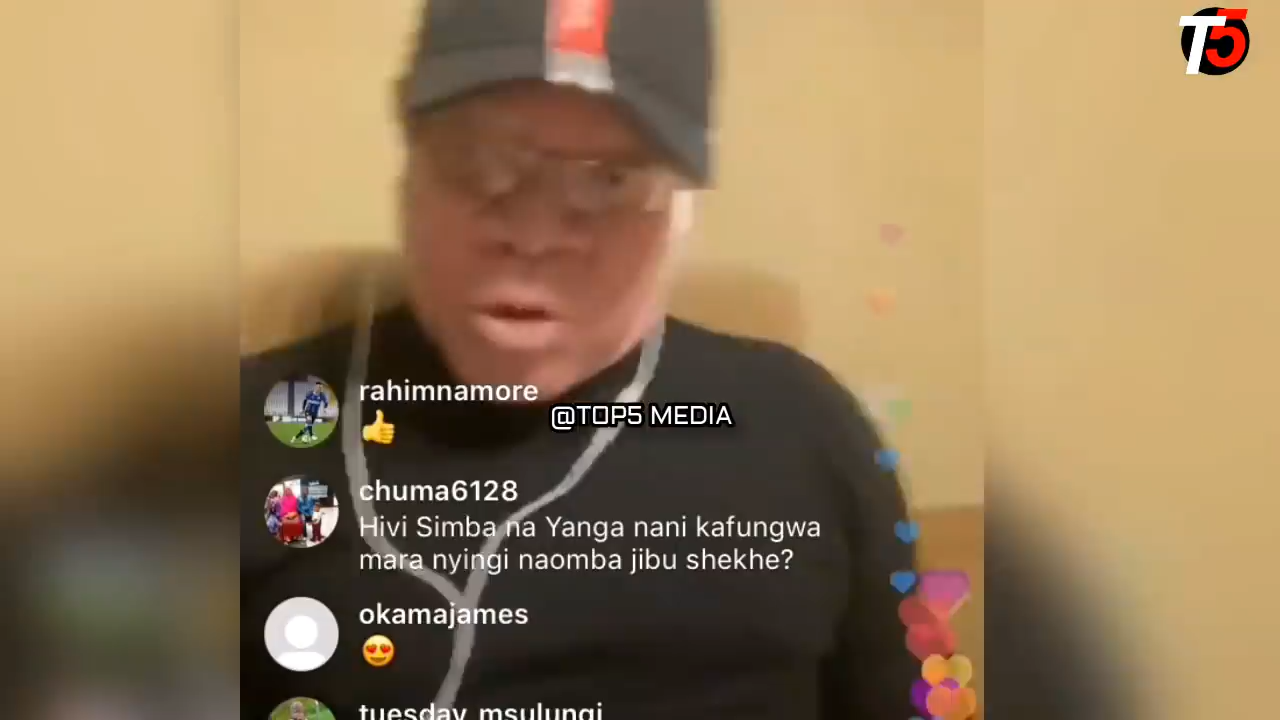 T5
rahimnamore
👍
@TOP5 MEDIA
chuma6128
Hivi Simba na Yanga nani kafungwa
mara nyingi naomba jibu shekhe?
okamajames
😍
tuesday_msulungi